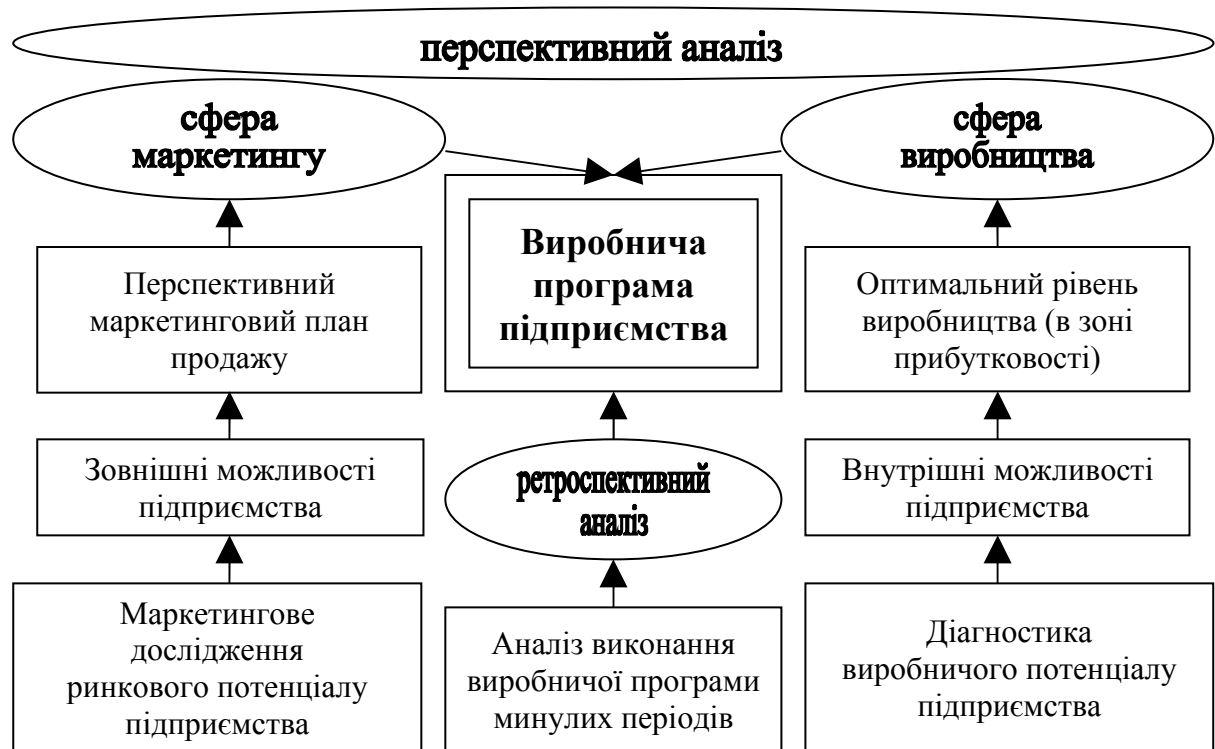 перспективний аналіз
сфера
маркетингу
сфера
виробництва
Виробнича
програма
підприємства
Перспективний
маркетинговий план
продажу
Оптимальний рівень
виробництва (в зоні
прибутковості)
Зовнішні можливості
підприємства
ретроспективний
аналіз
Внутрішні можливості
підприємства
Маркетингове
дослідження
ринкового потенціалу
підприємства
Аналіз виконання
виробничої програми
минулих періодів
Діагностика
виробничого потенціалу
підприємства